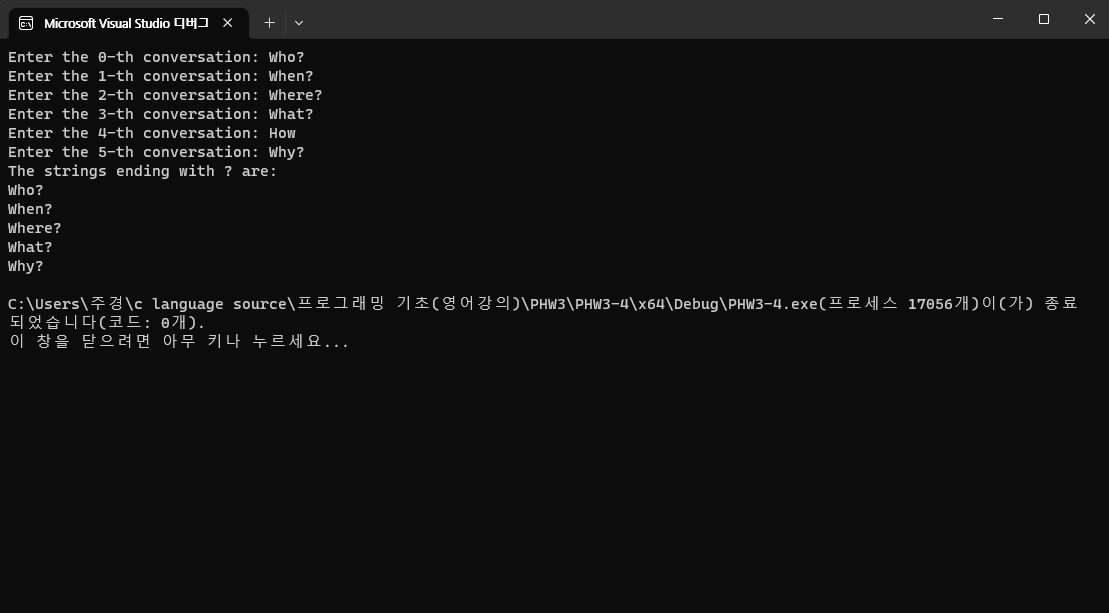 Microsoft Visual Studio 디버그
Enter the 0-th conversation: Who?
Enter the 1-th conversation: When?
Enter the 2-th conversation: Where?
Enter the 3-th conversation: What?
Enter the 4-th conversation: How
Enter the 5-th conversation: Why?
The strings ending with ? are:
Who?
When?
Where?
What?
Why?
C:\Users\주경\c language source\프로그래밍 기초(영어강의)\PHW3\PHW3-4\x64\Debug\PHW3-4.exe(프로세스 17056개)이(가) 종료
되었습니다(코드: 0개).
이 창을 닫으려면 아무 키나 누르세요...